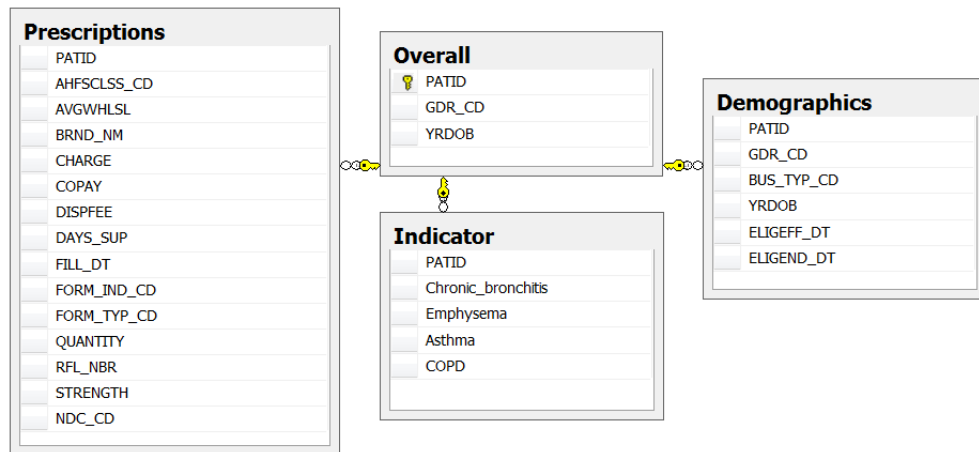 Prescriptions
PATID
AHFSCLSS_CD
AVGWHLSL
BRND_NM
CHARGE
COPAY
DISPFEE
DAYS_SUP
FILL_DT
FORM_IND_CD
FORM_TYP_CD
QUANTITY
RFL_NBR
STRENGTH
NDC_CD
Overall
PATID
GDR_CD
YRDOB
Indicator
PATID
Chronic_bronchitis
Emphysema
Asthma
COPD
Demographics
PATID
GDR_CD
BUS_TYP_CD
YRDOB
ELIGEFF_DT
ELIGEND_DT